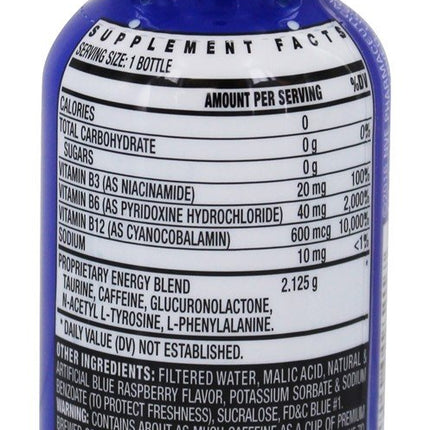 SUPPLEMENT FACTS
SERVING SIZE: 1 BOTTLE
AMOUNT PER SERVING %DV
CALORIES 0
TOTAL CARBOHYDRATE 0g 0%
SUGARS 0g
VITAMIN B3 (AS NIACINAMIDE) 20 mg 100%
VITAMIN B6 (AS PYRIDOXINE HYDROCHLORIDE) 40 mg 2,000%
VITAMIN B12 (AS CYANOCOBALAMIN) 600 mcg 10,000%
SODIUM 10 mg <1%
PROPRIETARY ENERGY BLEND 2.125 g *
TAURINE, CAFFEINE, GLUCURONOLACTONE,
N-ACETYL L-TYROSINE, L-PHENYLALANINE.
* DAILY VALUE (DV) NOT ESTABLISHED.
OTHER INGREDIENTS: FILTERED WATER, MALIC ACID, NATURAL &
ARTIFICIAL BLUE RASPBERRY FLAVOR, POTASSIUM SORBATE & SODIUM
BENZOATE (TO PROTECT FRESHNESS), SUCRALOSE, FD&C BLUE #1.
WARNING: CONTAINS ABOUT AS MUCH CAFFEINE AS A CUP OF PREMIUM